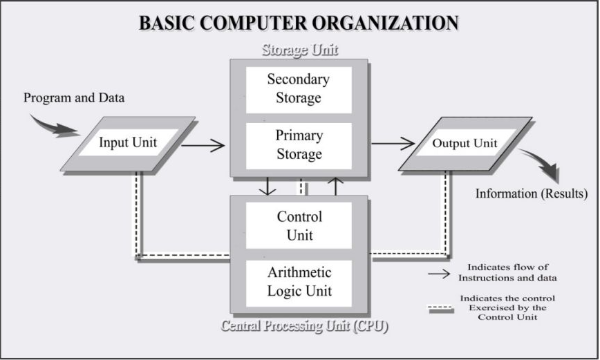 BASIC COMPUTER ORGANIZATION
Storage Unit
Secondary
Storage
Program and Data
Input Unit
Primary
Storage
Output Unit
Information (Results)
Control
Unit
Arithmetic
Logic Unit
Central Processing Unit (CPU)
Indicates flow of
Instructions and data
Indicates the control
Exercised by the
Control Unit